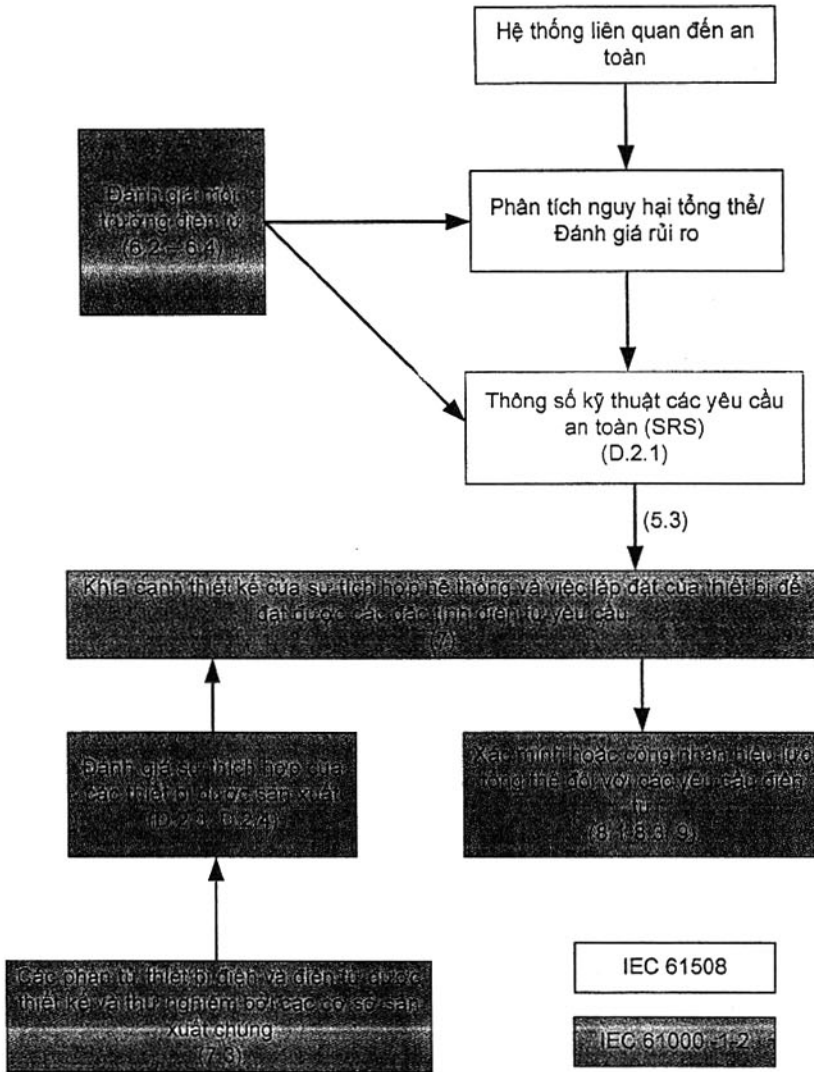 Hệ thống liên quan đến an
toàn
Đánh giá môi
trường điện từ
(6.2 – 6.4)
Phân tích nguy hại tổng thể/
Đánh giá rủi ro
Thông số kỹ thuật các yêu cầu
an toàn (SRS)
(D.2.1)
(5.3)
Khía cạnh thiết kế của sự tích hợp hệ thống và việc lắp đặt của thiết bị để
đạt được các đặc tính điện từ yêu cầu
(7)
Đánh giá sự thích hợp của
các thiết bị được sản xuất
(D.2.3, D.2.4)
Xác minh hoặc công nhận hiệu lực
tổng thể đối với các yêu cầu điện
từ
(8.1, 8.3, 9)
Các phần tử, thiết bị điện và điện tử được
thiết kế và thử nghiệm bởi các cơ sở sản
xuất chung
(7.3)
IEC 61508
IEC 61000 -1-2